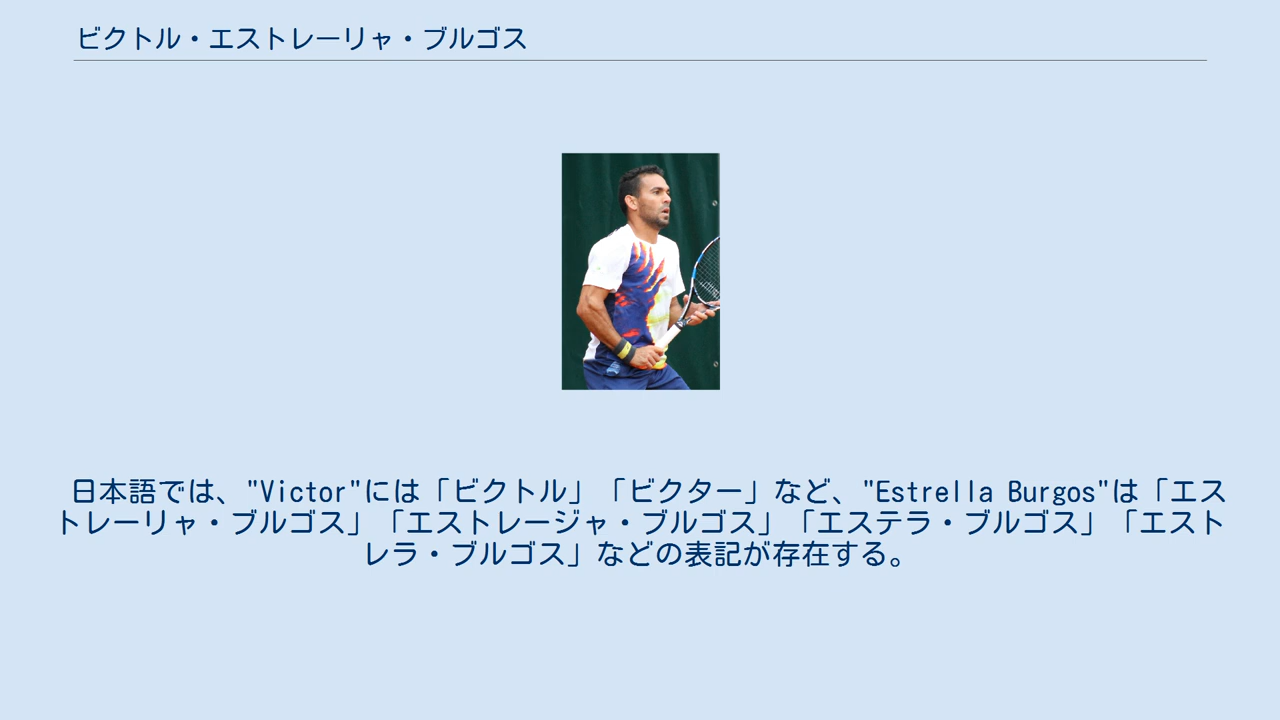 ビクトル・エストレーリャ・ブルゴス
日本語では、"Victor"には「ビクトル」「ビクター」など、"Estrella Burgos"は「エス
トレーリャ・ブルゴス」「エストレージャ・ブルゴス」「エステラ・ブルゴス」「エスト
レラ・ブルゴス」などの表記が存在する。